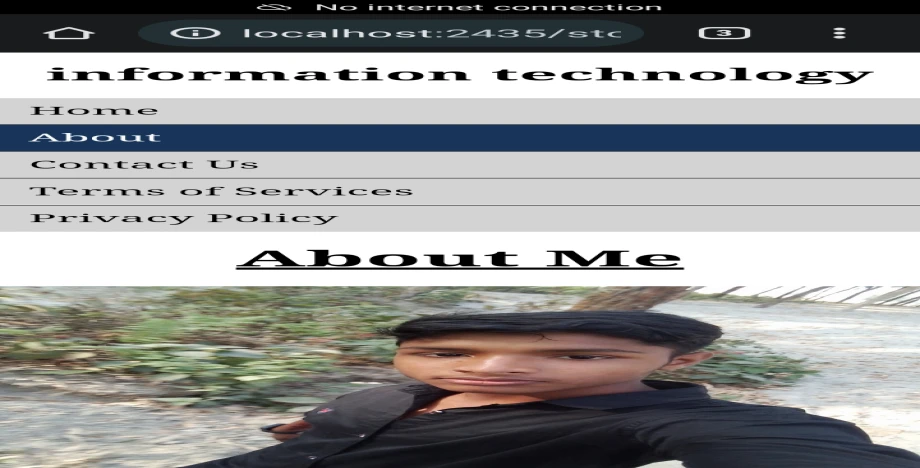 No internet connection
localhost:2435/stc
3
information technology
Home
About
Contact Us
Terms of Services
Privacy Policy
About Me